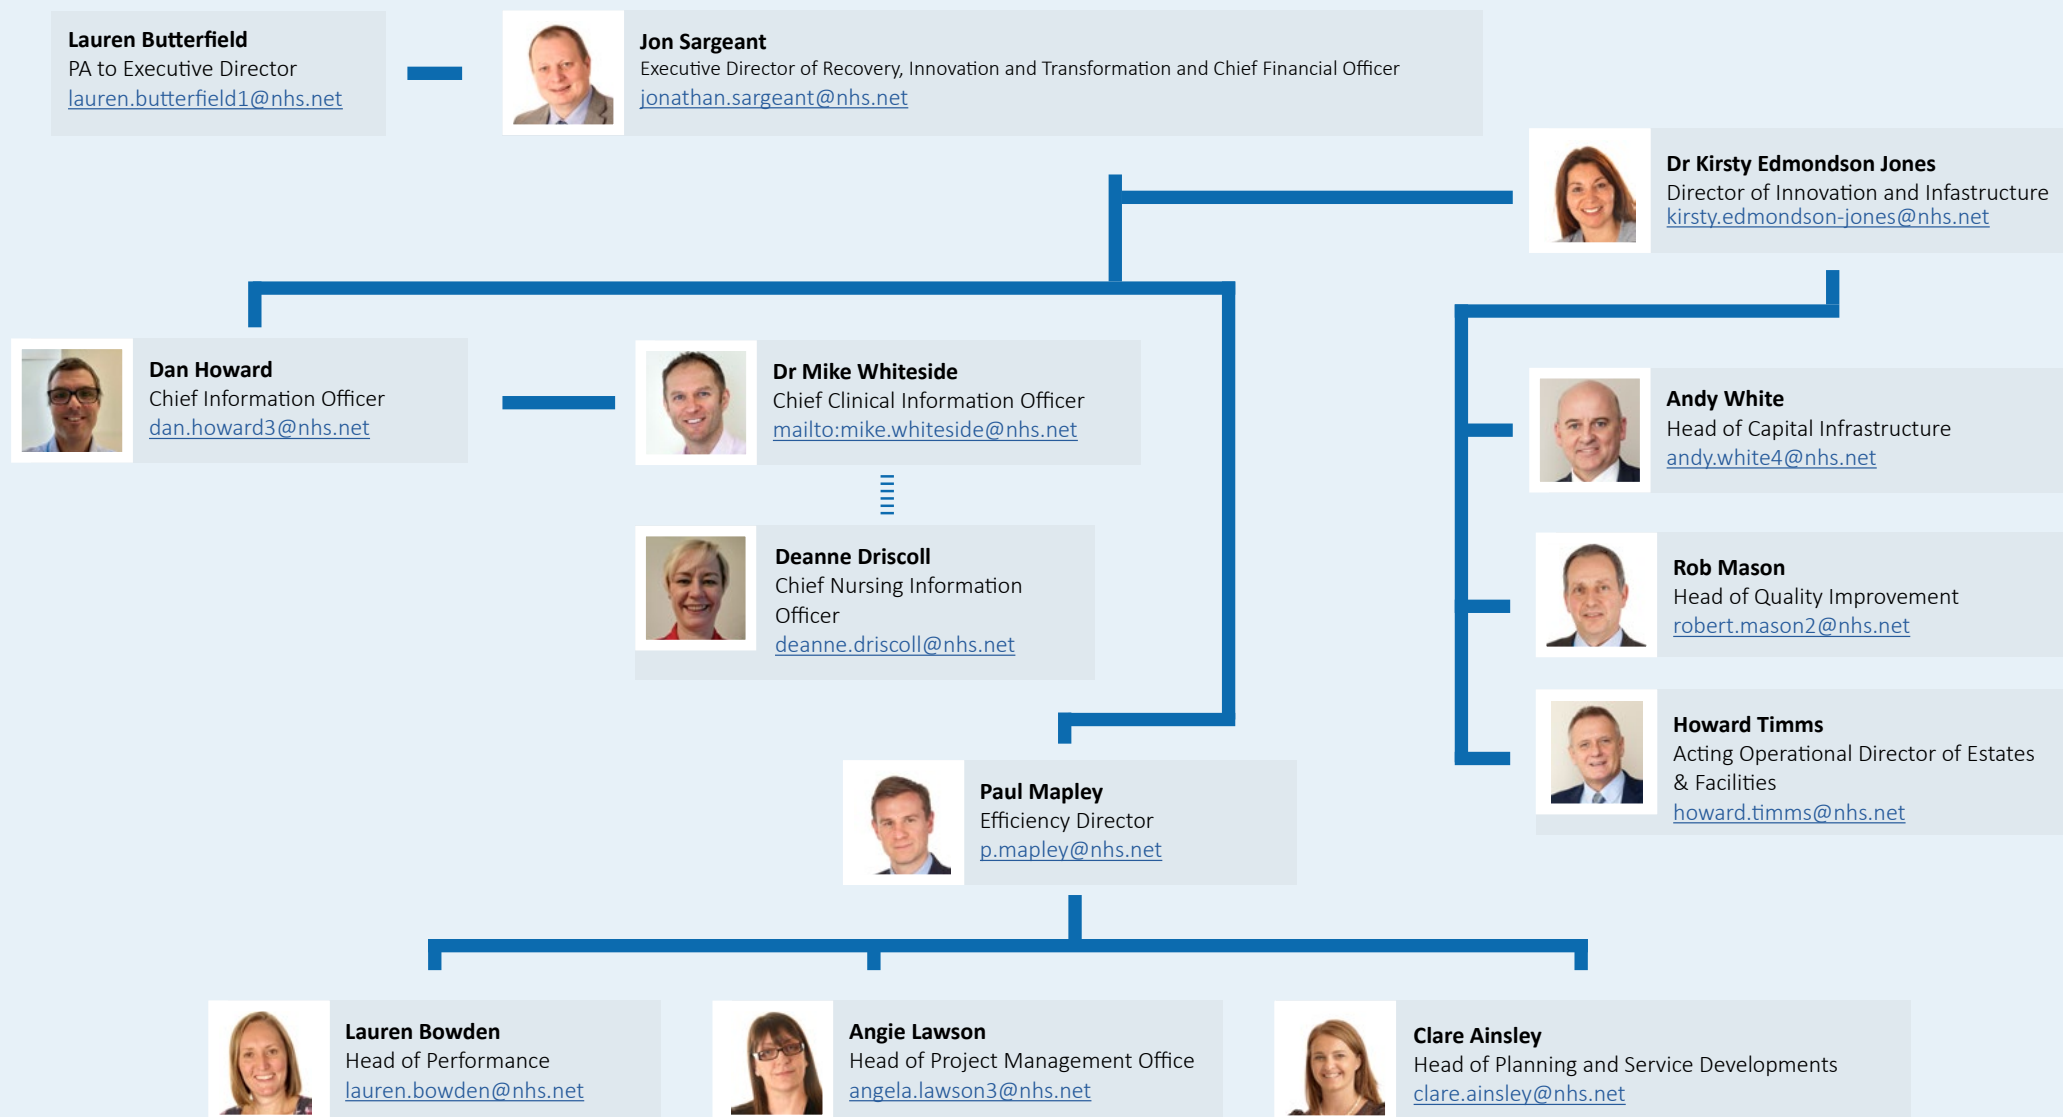 Lauren Butterfield
PA to Executive Director
lauren.butterfield1@nhs.net
Jon Sargeant
Executive Director of Recovery, Innovation and Transformation and Chief Financial Officer
jonathan.sargeant@nhs.net
Dr Kirsty Edmondson Jones
Director of Innovation and Infastructure
kirsty.edmondson-jones@nhs.net
Dan Howard
Chief Information Officer
dan.howard3@nhs.net
Dr Mike Whiteside
Chief Clinical Information Officer
mailto:mike.whiteside@nhs.net
Andy White
Head of Capital Infrastructure
andy.white4@nhs.net
Deanne Driscoll
Chief Nursing Information
Officer
deanne.driscoll@nhs.net
Rob Mason
Head of Quality Improvement
robert.mason2@nhs.net
Howard Timms
Acting Operational Director of Estates
& Facilities
howard.timms@nhs.net
Paul Mapley
Efficiency Director
p.mapley@nhs.net
Lauren Bowden
Head of Performance
lauren.bowden@nhs.net
Angie Lawson
Head of Project Management Office
angela.lawson3@nhs.net
Clare Ainsley
Head of Planning and Service Developments
clare.ainsley@nhs.net